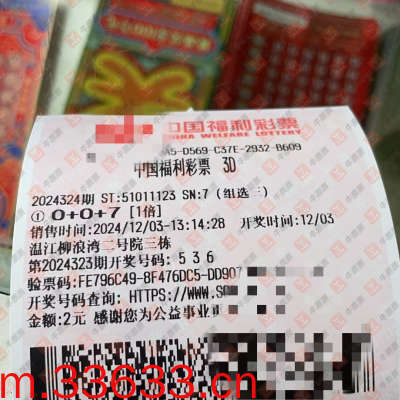 中国福利彩票
CHINA WELFARE LOTTERY
A5-D569-C37E-2932-B609
中国福利彩票 3D
2024324期 ST:51011123 SN:7 (组选三)
① 0+0+7 [1倍]
销售时间:2024/12/03-13:14:28 开奖时间:12/03
温江柳浪湾二号院三栋
第2024323期开奖号码: 5 3 6
验票码:FE796C49-8F476DC5-DD907
开奖号码查询: HTTPS://WWW.SC
金额:2元 感谢您为公益事业
m.33633.cn